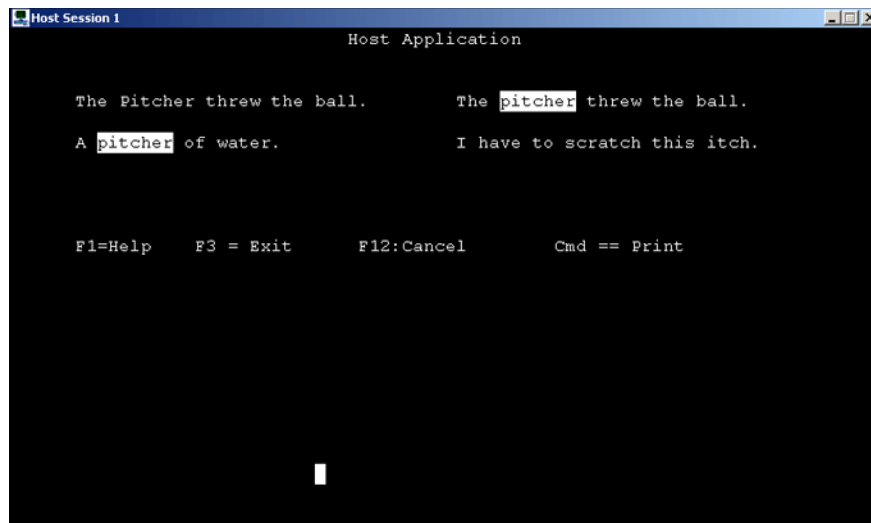 Host Session 1
Host Application
The Pitcher threw the ball. The pitcher threw the ball.
A pitcher of water. I have to scratch this itch.
F1=Help F3 = Exit F12:Cancel Cmd == Print